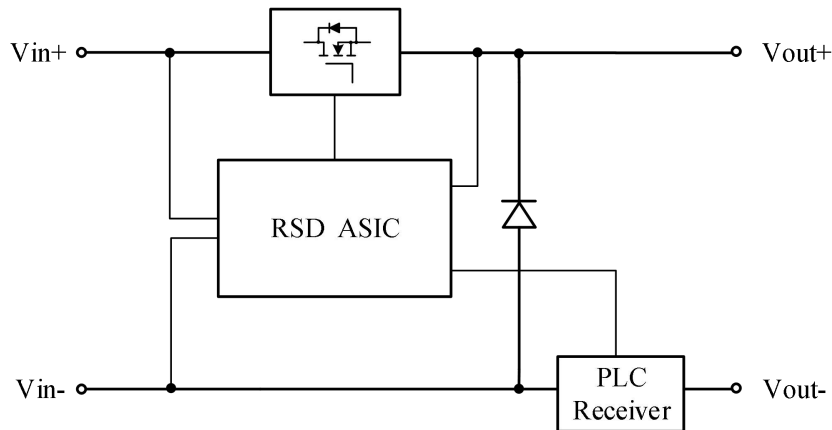 Vin+
Vout+
RSD ASIC
Vin-
PLC
Receiver
Vout-